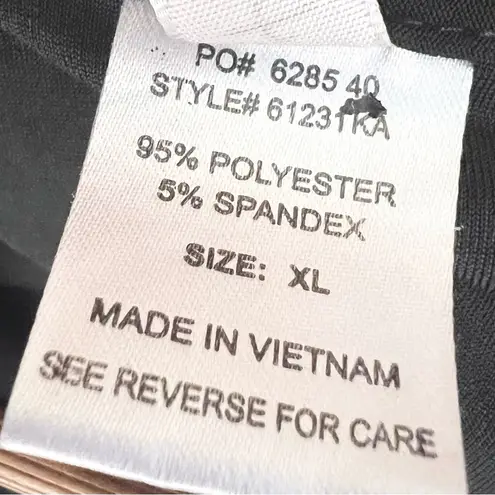 PO# 6285 40
STYLE# 61231KA
95% POLYESTER
5% SPANDEX
SIZE: XL
MADE IN VIETNAM
SEE REVERSE FOR CARE